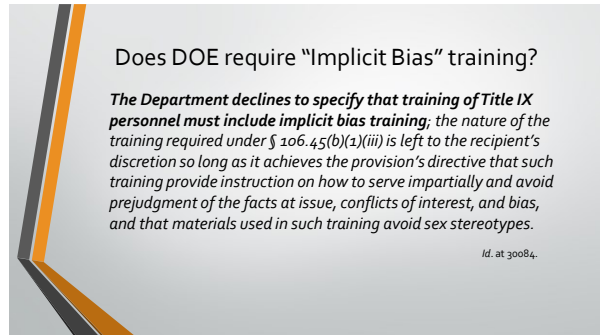 Does DOE require “Implicit Bias” training?
The Department declines to specify that training of Title IX
personnel must include implicit bias training; the nature of the
training required under § 106.45(b)(1)(iii) is left to the recipient’s
discretion so long as it achieves the provision’s directive that such
training provide instruction on how to serve impartially and avoid
prejudgment of the facts at issue, conflicts of interest, and bias,
and that materials used in such training avoid sex stereotypes.
Id. at 30084.